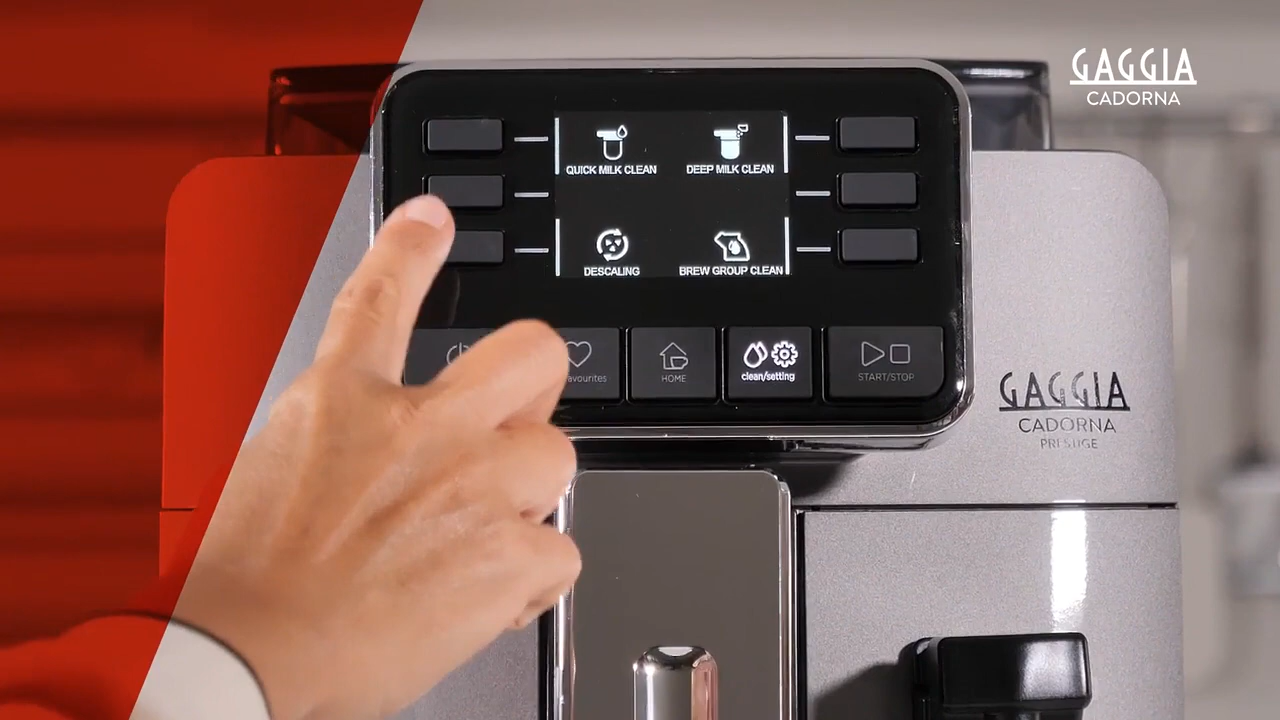 GAGGIA
CADORNA
QUICK MILK CLEAN
DEEP MILK CLEAN
DESCALING
BREW GROUP CLEAN
HOME
clean/setting
START/STOP
GAGGIA
CADORNA
PRESTIGE